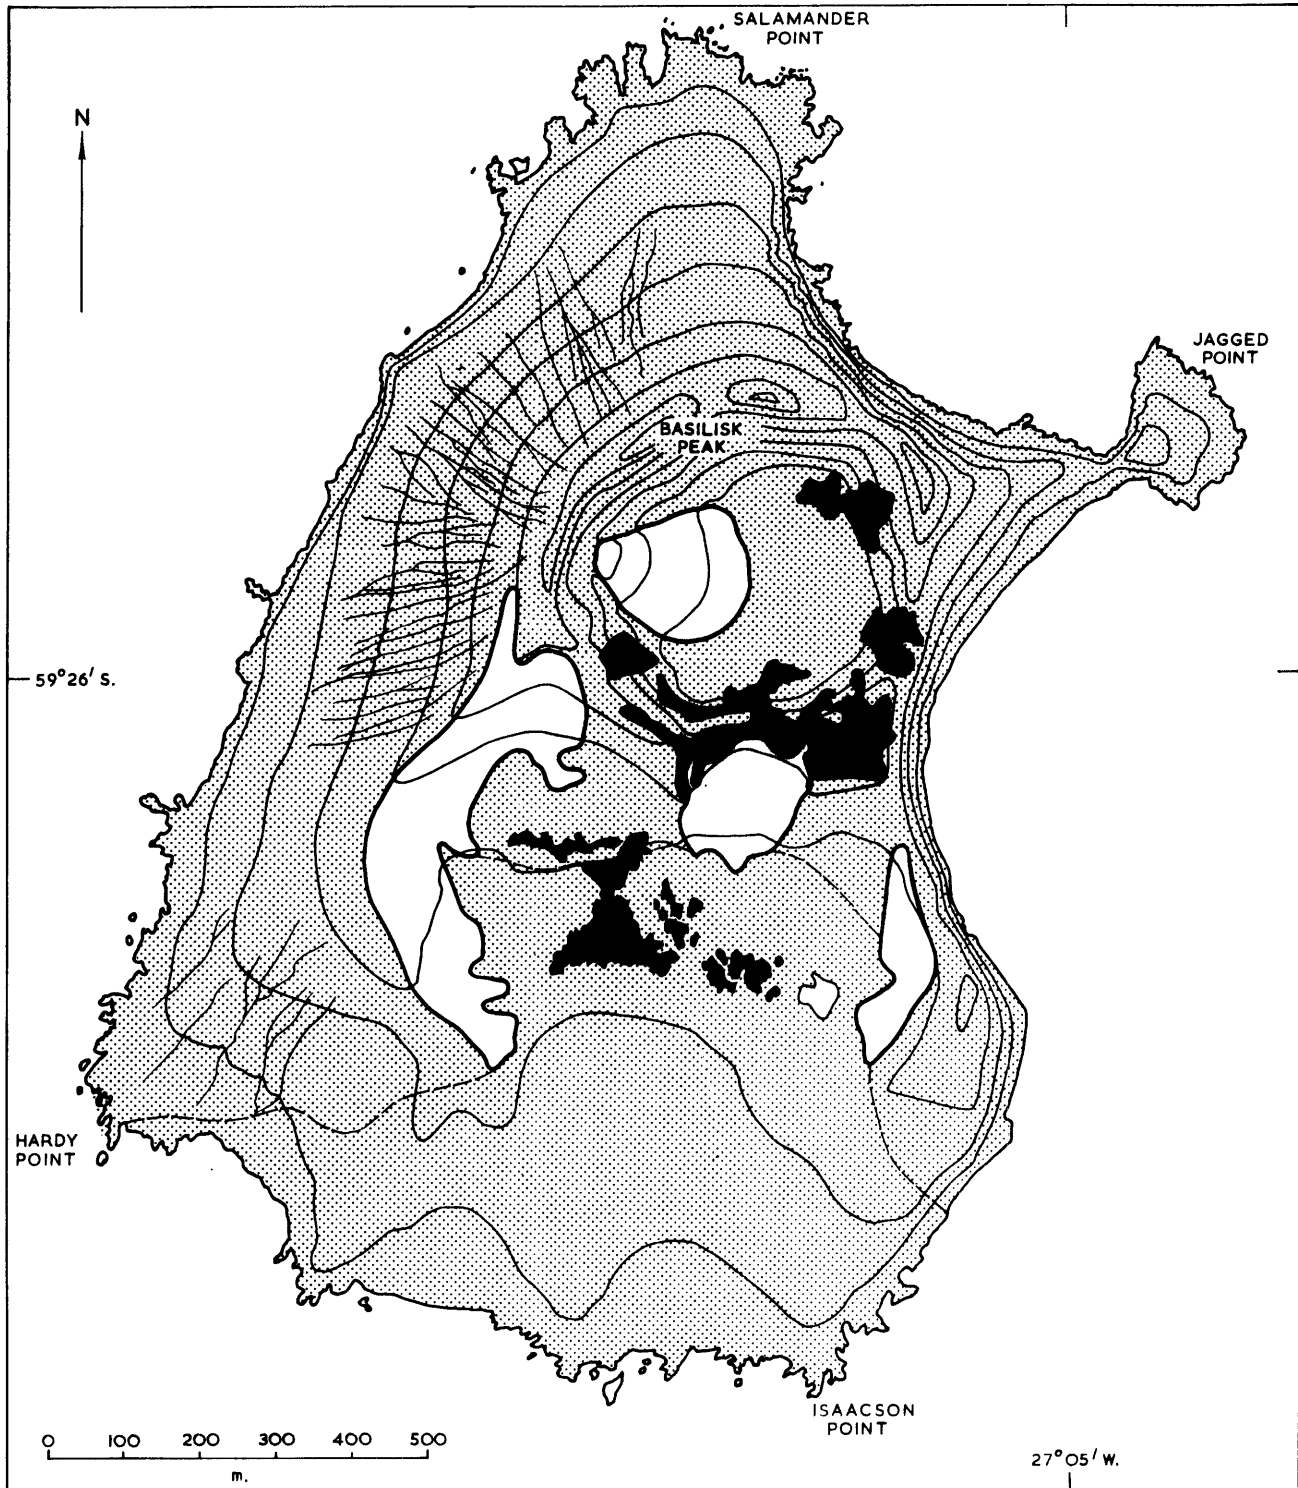 SALAMANDER
POINT
N
JAGGED
POINT
BASILISK
PEAK
59°26′ S.
HARDY
POINT
ISAACSON
POINT
0 100 200 300 400 500
m.
27°05′ W.